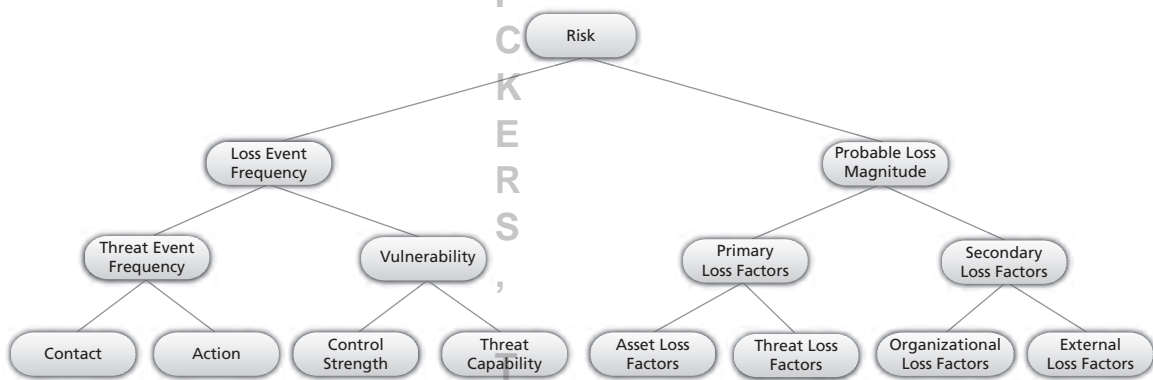 Risk
Loss Event
Frequency
Probable Loss
Magnitude
Threat Event
Frequency
Vulnerability
Primary
Loss Factors
Secondary
Loss Factors
Contact
Action
Control
Strength
Threat
Capability
Asset Loss
Factors
Threat Loss
Factors
Organizational
Loss Factors
External
Loss Factors
C
K
E
R
S
,
T